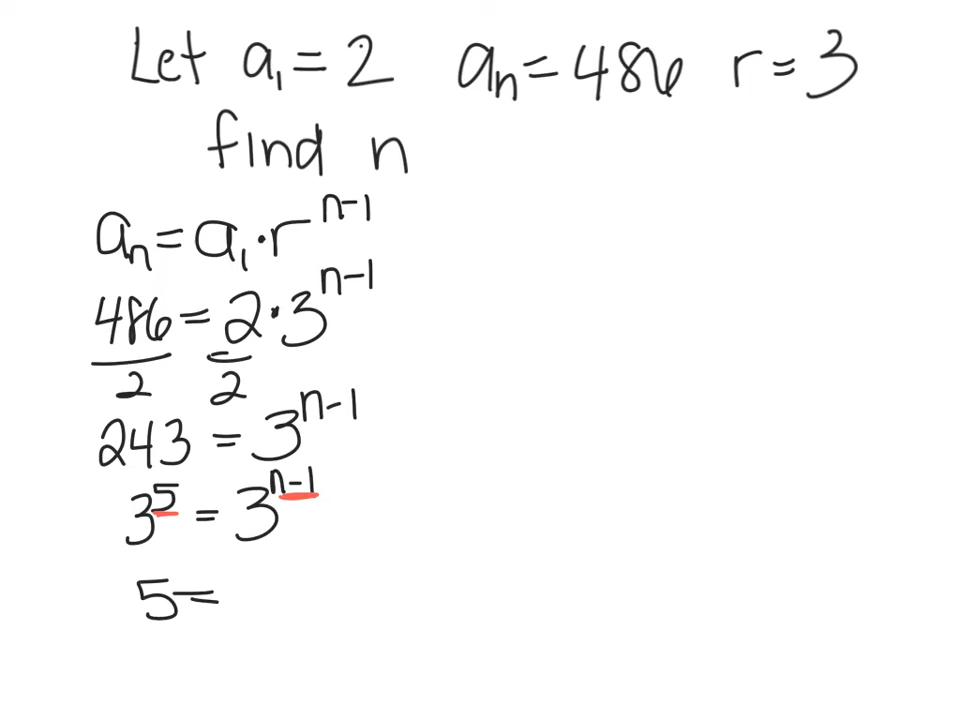 Let a₁ = 2 aₙ = 486 r = 3
find n
aₙ = a₁ · r^(n-1)
486 = 2 · 3^(n-1)
2 2
243 = 3^(n-1)
3^5 = 3^(n-1)
5 =